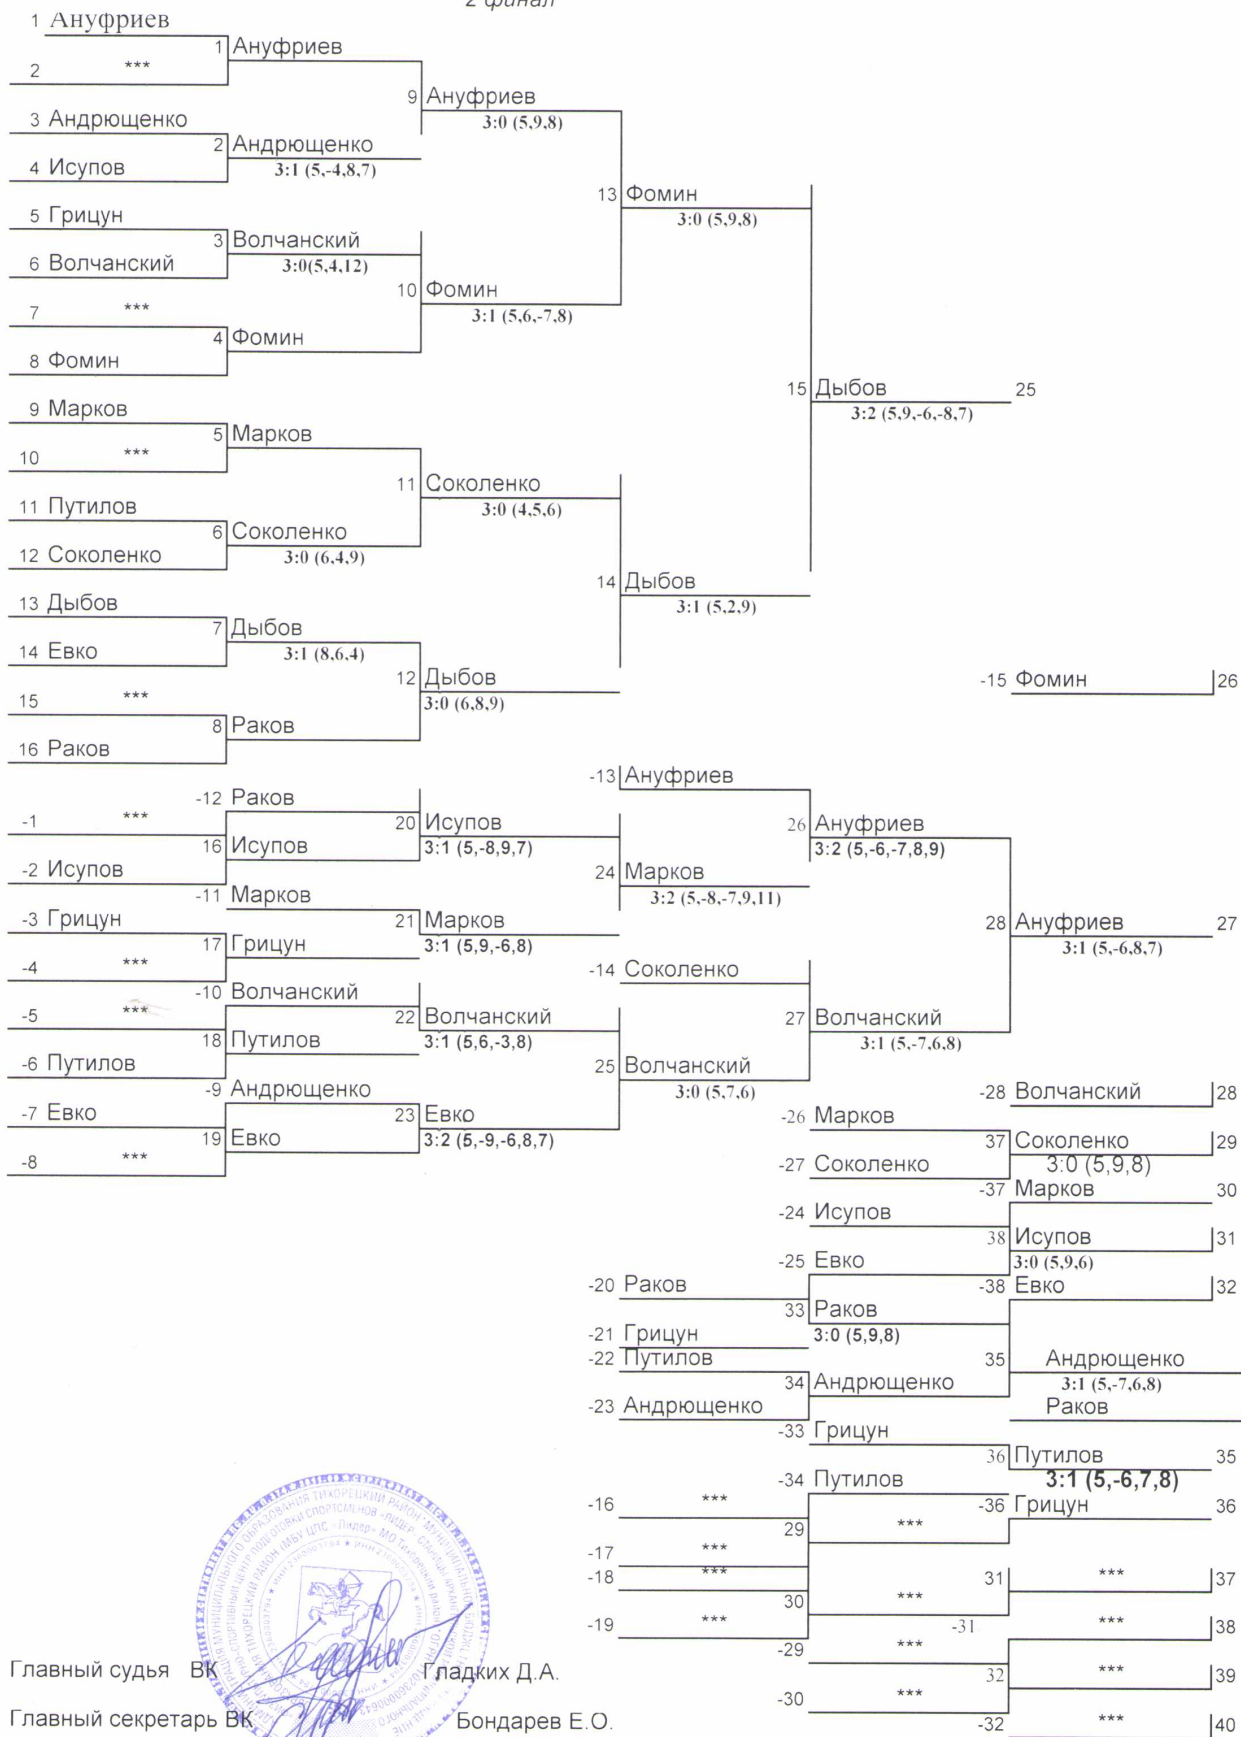 2 финал
1 Ануфриев
1 Ануфриев
2 ***
9 Ануфриев
3:0 (5,9,8)
3 Андрющенко
2 Андрющенко
3:1 (5,-4,8,7)
4 Исупов
13 Фомин
3:0 (5,9,8)
5 Грицун
3 Волчанский
3:0(5,4,12)
6 Волчанский
10 Фомин
3:1 (5,6,-7,8)
7 ***
4 Фомин
8 Фомин
15 Дыбов 25
3:2 (5,9,-6,-8,7)
9 Марков
5 Марков
10 ***
11 Соколенко
3:0 (4,5,6)
11 Путилов
6 Соколенко
3:0 (6,4,9)
12 Соколенко
14 Дыбов
3:1 (5,2,9)
13 Дыбов
7 Дыбов
3:1 (8,6,4)
14 Евко
12 Дыбов
3:0 (6,8,9)
-15 Фомин 26
15 ***
8 Раков
16 Раков
-13 Ануфриев
-12 Раков
-1 ***
20 Исупов
3:1 (5,-8,9,7)
26 Ануфриев
3:2 (5,-6,-7,8,9)
16 Исупов
-2 Исупов
24 Марков
3:2 (5,-8,-7,9,11)
-11 Марков
-3 Грицун
21 Марков
3:1 (5,9,-6,8)
28 Ануфриев 27
3:1 (5,-6,8,7)
17 Грицун
-4 ***
-14 Соколенко
-10 Волчанский
-5 ***
22 Волчанский
3:1 (5,6,-3,8)
27 Волчанский
3:1 (5,-7,6,8)
18 Путилов
-6 Путилов
25 Волчанский
3:0 (5,7,6)
-9 Андрющенко
-28 Волчанский 28
-7 Евко
23 Евко
3:2 (5,-9,-6,8,7)
-26 Марков
19 Евко
37 Соколенко 29
3:0 (5,9,8)
-8 ***
-27 Соколенко
-37 Марков 30
-24 Исупов
38 Исупов 31
3:0 (5,9,6)
-25 Евко
-20 Раков
-38 Евко 32
33 Раков
3:0 (5,9,8)
-21 Грицун
-22 Путилов
35 Андрющенко
3:1 (5,-7,6,8)
34 Андрющенко
-23 Андрющенко
Раков
-33 Грицун
36 Путилов 35
3:1 (5,-6,7,8)
-34 Путилов
-16 ***
-36 Грицун 36
29 ***
-17 ***
-18 ***
31 *** 37
30 ***
-19 ***
-31 *** 38
-29 ***
32 *** 39
-30 ***
-32 *** 40
Главный судья ВК Гладких Д.А.
Главный секретарь ВК Бондарев Е.О.